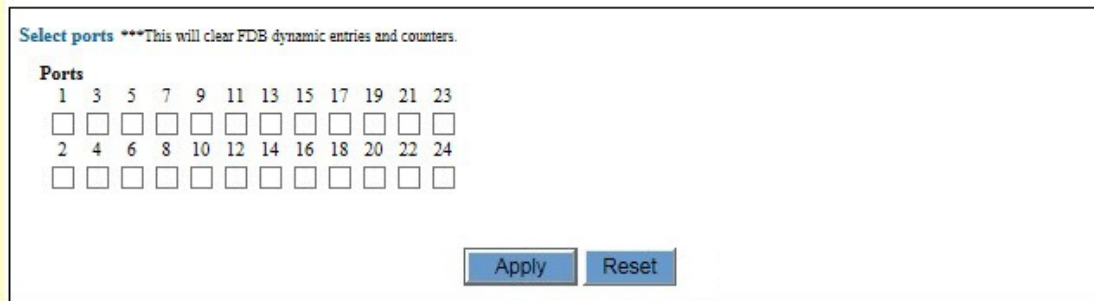 Select ports ***This will clear FDB dynamic entries and counters.
Ports
1 3 5 7 9 11 13 15 17 19 21 23
2 4 6 8 10 12 14 16 18 20 22 24
Apply Reset